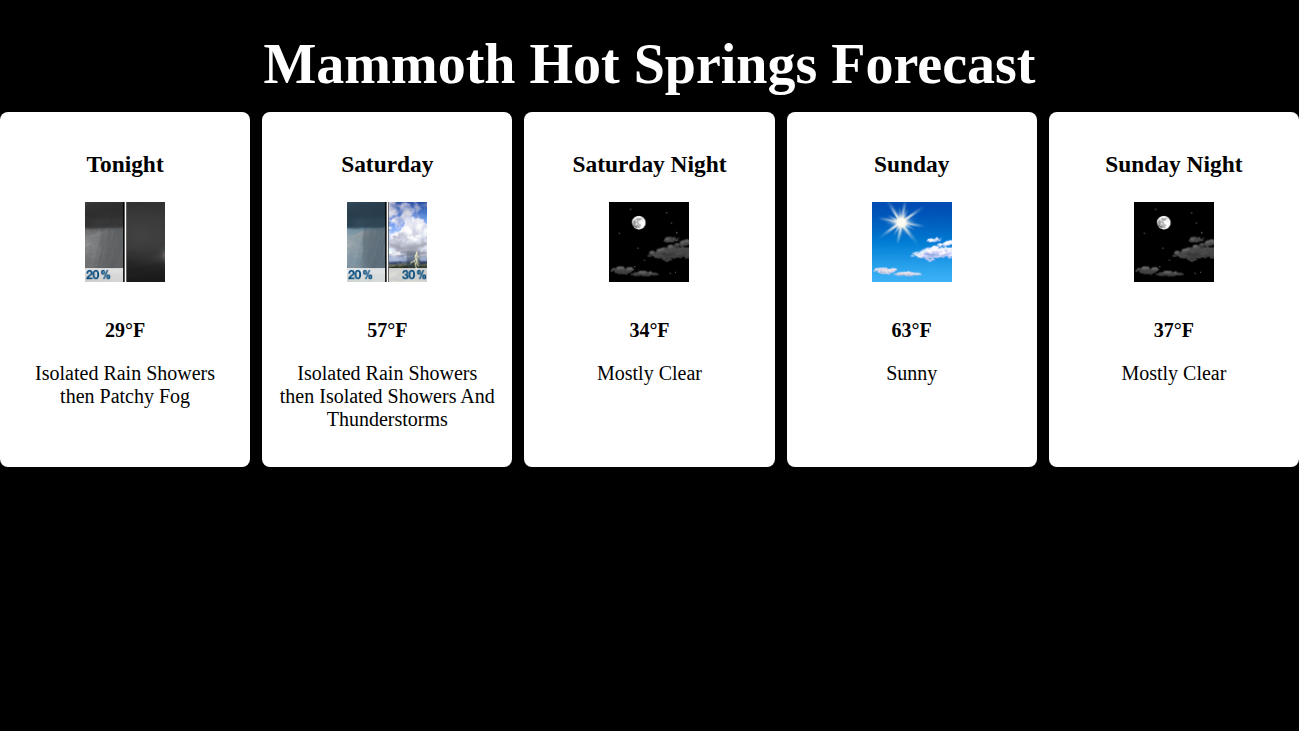 Mammoth Hot Springs Forecast
Tonight
20%
29°F
Isolated Rain Showers
then Patchy Fog
Saturday
20% 30%
57°F
Isolated Rain Showers
then Isolated Showers And
Thunderstorms
Saturday Night
34°F
Mostly Clear
Sunday
63°F
Sunny
Sunday Night
37°F
Mostly Clear